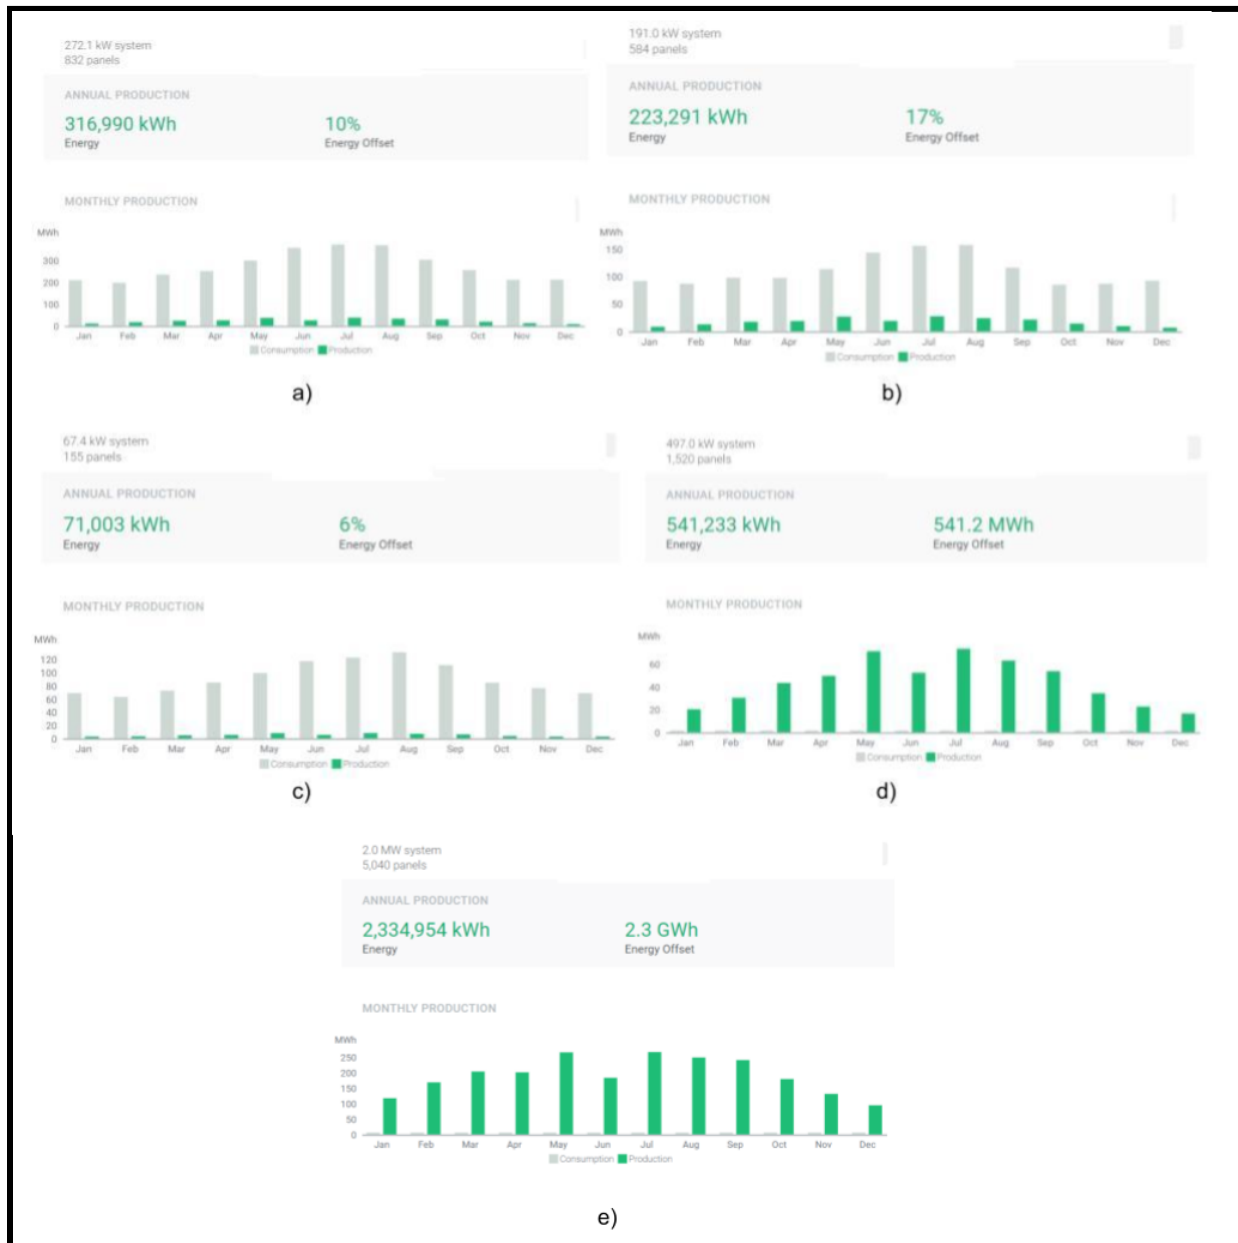 272.1 kW system
832 panels
ANNUAL PRODUCTION
316,990 kWh 10%
Energy Energy Offset
MONTHLY PRODUCTION
MWh
300
200
100
0
Jan Feb Mar Apr May Jun Jul Aug Sep Oct Nov Dec
Consumption Production
a)
191.0 kW system
584 panels
ANNUAL PRODUCTION
223,291 kWh 17%
Energy Energy Offset
MONTHLY PRODUCTION
MWh
150
100
50
0
Jan Feb Mar Apr May Jun Jul Aug Sep Oct Nov Dec
Consumption Production
b)
67.4 kW system
155 panels
ANNUAL PRODUCTION
71,003 kWh 6%
Energy Energy Offset
MONTHLY PRODUCTION
MWh
120
100
80
60
40
20
0
Jan Feb Mar Apr May Jun Jul Aug Sep Oct Nov Dec
Consumption Production
c)
497.0 kW system
1,520 panels
ANNUAL PRODUCTION
541,233 kWh 541.2 MWh
Energy Energy Offset
MONTHLY PRODUCTION
MWh
60
40
20
0
Jan Feb Mar Apr May Jun Jul Aug Sep Oct Nov Dec
Consumption Production
d)
2.0 MW system
5,040 panels
ANNUAL PRODUCTION
2,334,954 kWh 2.3 GWh
Energy Energy Offset
MONTHLY PRODUCTION
MWh
250
200
150
100
50
0
Jan Feb Mar Apr May Jun Jul Aug Sep Oct Nov Dec
Consumption Production
e)